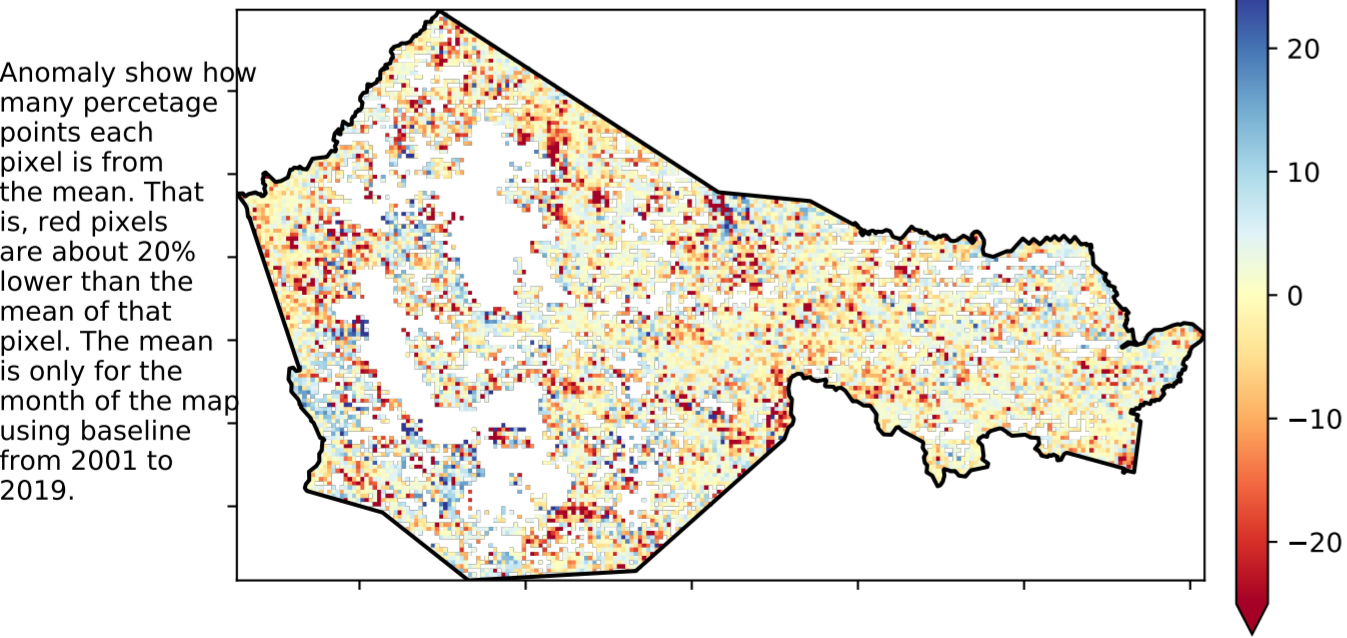 Anomaly show how
many percetage
points each
pixel is from
the mean. That
is, red pixels
are about 20%
lower than the
mean of that
pixel. The mean
is only for the
month of the map
using baseline
from 2001 to
2019.
20
10
0
−10
−20